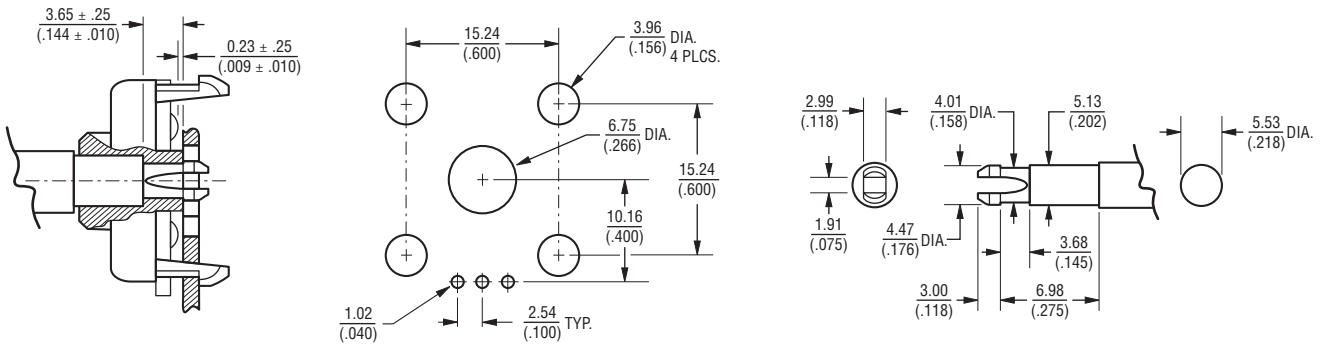 3.65 ± .25
(.144 ± .010)
0.23 ± .25
(.009 ± .010)
15.24
(.600)
3.96
(.156)
DIA.
4 PLCS.
6.75
(.266)
DIA.
15.24
(.600)
10.16
(.400)
1.02
(.040)
2.54
(.100)
TYP.
2.99
(.118)
1.91
(.075)
4.01
(.158)
DIA.
5.13
(.202)
5.53
(.218)
DIA.
4.47
(.176)
DIA.
3.68
(.145)
3.00
(.118)
6.98
(.275)